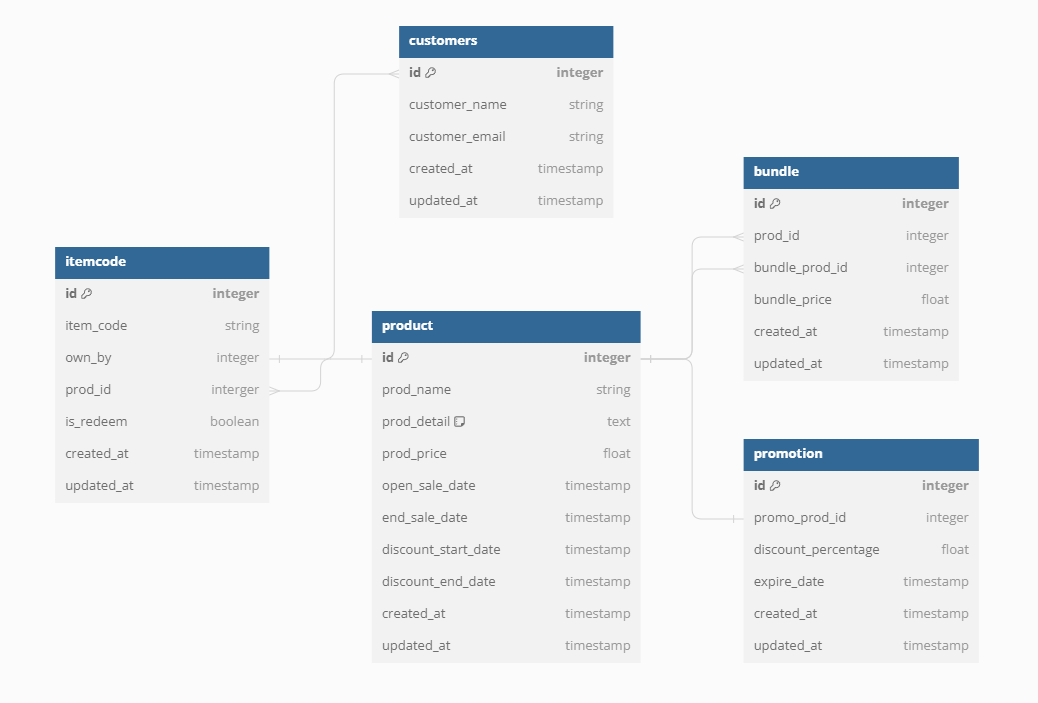 customers
id integer
customer_name string
customer_email string
created_at timestamp
updated_at timestamp
bundle
id integer
prod_id integer
bundle_prod_id integer
bundle_price float
created_at timestamp
updated_at timestamp
itemcode
id integer
item_code string
own_by integer
prod_id interger
is_redeem boolean
created_at timestamp
updated_at timestamp
product
id integer
prod_name string
prod_detail text
prod_price float
open_sale_date timestamp
end_sale_date timestamp
discount_start_date timestamp
discount_end_date timestamp
created_at timestamp
updated_at timestamp
promotion
id integer
promo_prod_id integer
discount_percentage float
expire_date timestamp
created_at timestamp
updated_at timestamp